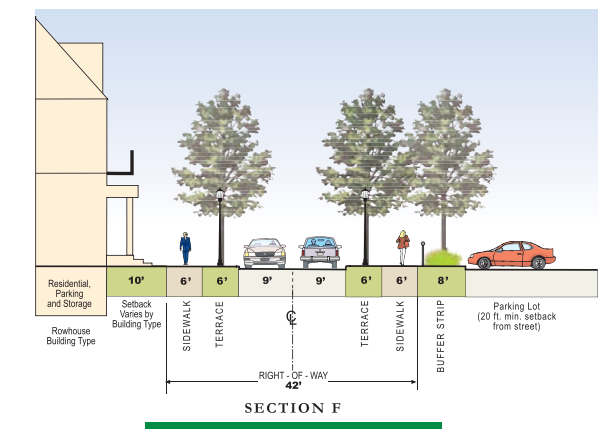 Residential,
Parking
and Storage
10'
6'
6'
9'
9'
6'
6'
8'
Rowhouse
Building Type
Setback
Varies by
Building Type
SIDEWALK
TERRACE
℄
TERRACE
SIDEWALK
BUFFER STRIP
Parking Lot
(20 ft. min. setback
from street)
RIGHT - OF - WAY
42'
SECTION F